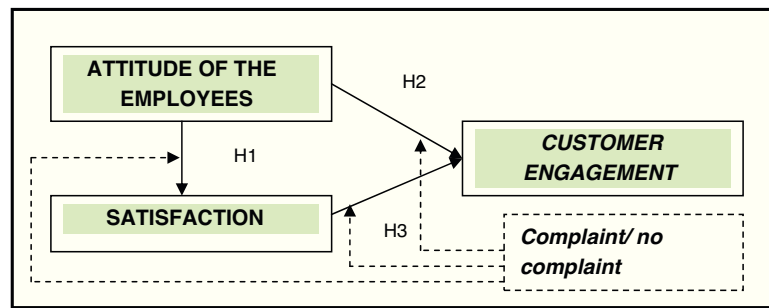 ATTITUDE OF THE
EMPLOYEES
H2
CUSTOMER
ENGAGEMENT
H1
SATISFACTION
H3
Complaint/ no
complaint